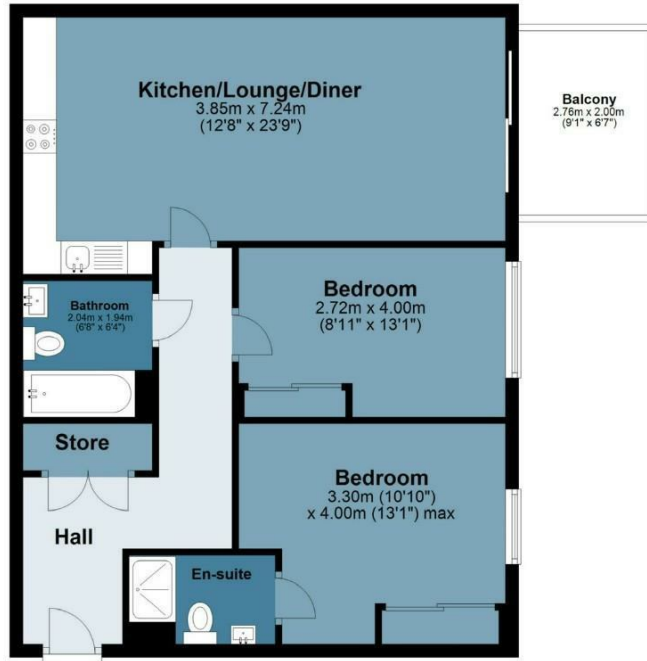 Kitchen/Lounge/Diner
3.85m x 7.24m
(12'8" x 23'9")
Balcony
2.76m x 2.00m
(9'1" x 6'7")
Bedroom
2.72m x 4.00m
(8'11" x 13'1")
Bathroom
2.04m x 1.94m
(6'8" x 6'4")
Store
Bedroom
3.30m (10'10")
x 4.00m (13'1") max
Hall
En-suite